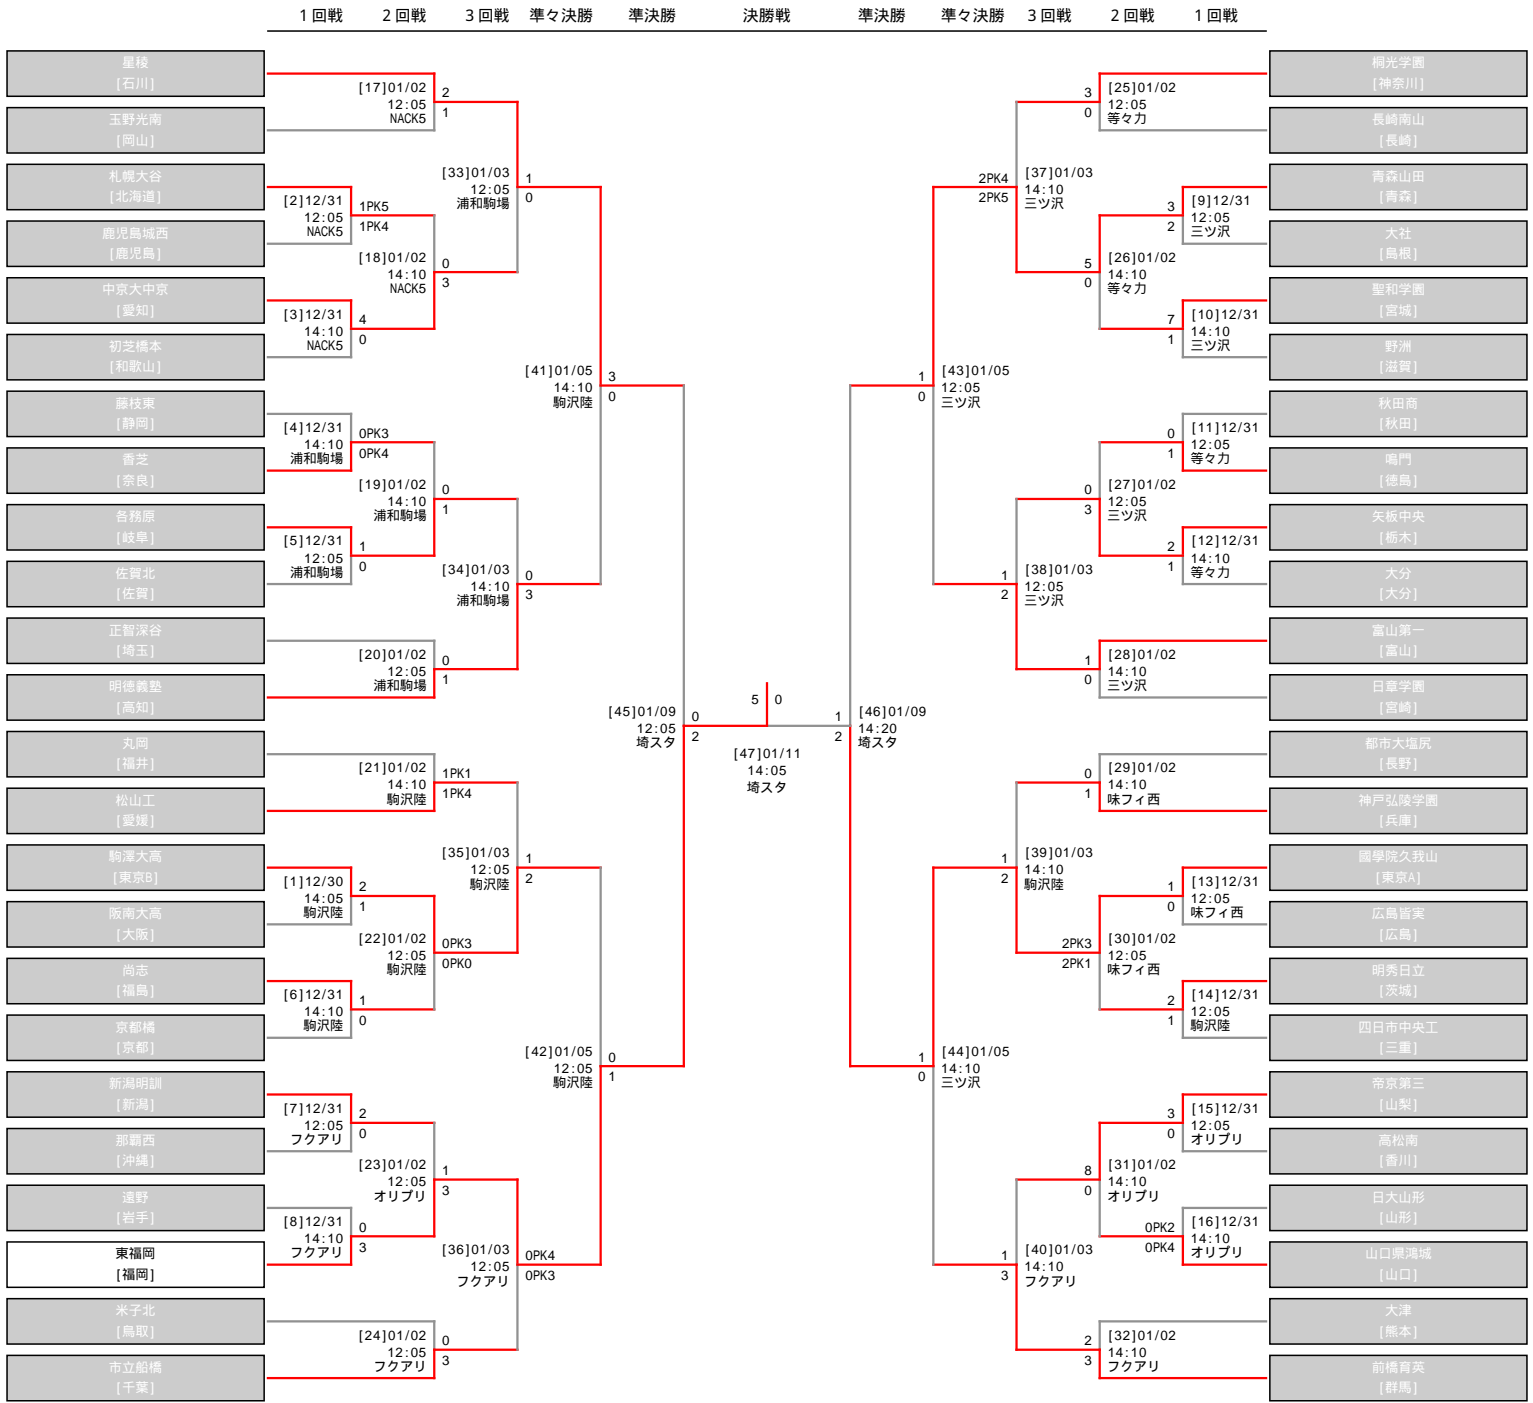 1回戦 2回戦 3回戦 準々決勝 準決勝 決勝戦 準決勝 準々決勝 3回戦 2回戦 1回戦
星稜
[石川]
玉野光南
[岡山]
札幌大谷
[北海道]
鹿児島城西
[鹿児島]
中京大中京
[愛知]
初芝橋本
[和歌山]
藤枝東
[静岡]
香芝
[奈良]
各務原
[岐阜]
佐賀北
[佐賀]
正智深谷
[埼玉]
明徳義塾
[高知]
丸岡
[福井]
松山工
[愛媛]
駒澤大高
[東京B]
阪南大高
[大阪]
尚志
[福島]
京都橘
[京都]
新潟明訓
[新潟]
那覇西
[沖縄]
遠野
[岩手]
東福岡
[福岡]
米子北
[鳥取]
市立船橋
[千葉]
[2]12/31
12:05
NACK5
1PK5
1PK4
[3]12/31
14:10
NACK5
4
0
[4]12/31
14:10
浦和駒場
0PK3
0PK4
[5]12/31
12:05
浦和駒場
1
0
[1]12/30
14:05
駒沢陸
2
1
[6]12/31
14:10
駒沢陸
1
0
[7]12/31
12:05
フクアリ
2
0
[8]12/31
14:10
フクアリ
0
3
[17]01/02
12:05
NACK5
2
1
[18]01/02
14:10
NACK5
0
3
[19]01/02
14:10
浦和駒場
0
1
[20]01/02
12:05
浦和駒場
0
1
[21]01/02
14:10
駒沢陸
1PK1
1PK4
[22]01/02
12:05
駒沢陸
0PK3
0PK0
[23]01/02
12:05
オリプリ
1
3
[24]01/02
12:05
フクアリ
0
3
[33]01/03
12:05
浦和駒場
1
0
[34]01/03
14:10
浦和駒場
0
3
[35]01/03
12:05
駒沢陸
1
2
[36]01/03
12:05
フクアリ
0PK4
0PK3
[41]01/05
14:10
駒沢陸
3
0
[42]01/05
12:05
駒沢陸
0
1
[45]01/09
12:05
埼スタ
0
2
5 0
[47]01/11
14:05
埼スタ
1
2
[46]01/09
14:20
埼スタ
1
0
[43]01/05
12:05
三ツ沢
1
0
[44]01/05
14:10
三ツ沢
2PK4
2PK5
[37]01/03
14:10
三ツ沢
1
2
[38]01/03
12:05
三ツ沢
1
2
[39]01/03
14:10
駒沢陸
1
3
[40]01/03
14:10
フクアリ
3
0
[25]01/02
12:05
等々力
5
0
[26]01/02
14:10
等々力
0
3
[27]01/02
12:05
三ツ沢
1
0
[28]01/02
14:10
三ツ沢
0
1
[29]01/02
14:10
味フィ西
2PK3
2PK1
[30]01/02
12:05
味フィ西
8
0
[31]01/02
14:10
オリプリ
2
3
[32]01/02
14:10
フクアリ
3
2
[9]12/31
12:05
三ツ沢
7
1
[10]12/31
14:10
三ツ沢
0
1
[11]12/31
12:05
等々力
2
1
[12]12/31
14:10
等々力
1
0
[13]12/31
12:05
味フィ西
2
1
[14]12/31
12:05
駒沢陸
3
0
[15]12/31
12:05
オリプリ
0PK2
0PK4
[16]12/31
14:10
オリプリ
桐光学園
[神奈川]
長崎南山
[長崎]
青森山田
[青森]
大社
[島根]
聖和学園
[宮城]
野洲
[滋賀]
秋田商
[秋田]
鳴門
[徳島]
矢板中央
[栃木]
大分
[大分]
富山第一
[富山]
日章学園
[宮崎]
都市大塩尻
[長野]
神戸弘陵学園
[兵庫]
國學院久我山
[東京A]
広島皆実
[広島]
明秀日立
[茨城]
四日市中央工
[三重]
帝京第三
[山梨]
高松南
[香川]
日大山形
[山形]
山口県鴻城
[山口]
大津
[熊本]
前橋育英
[群馬]